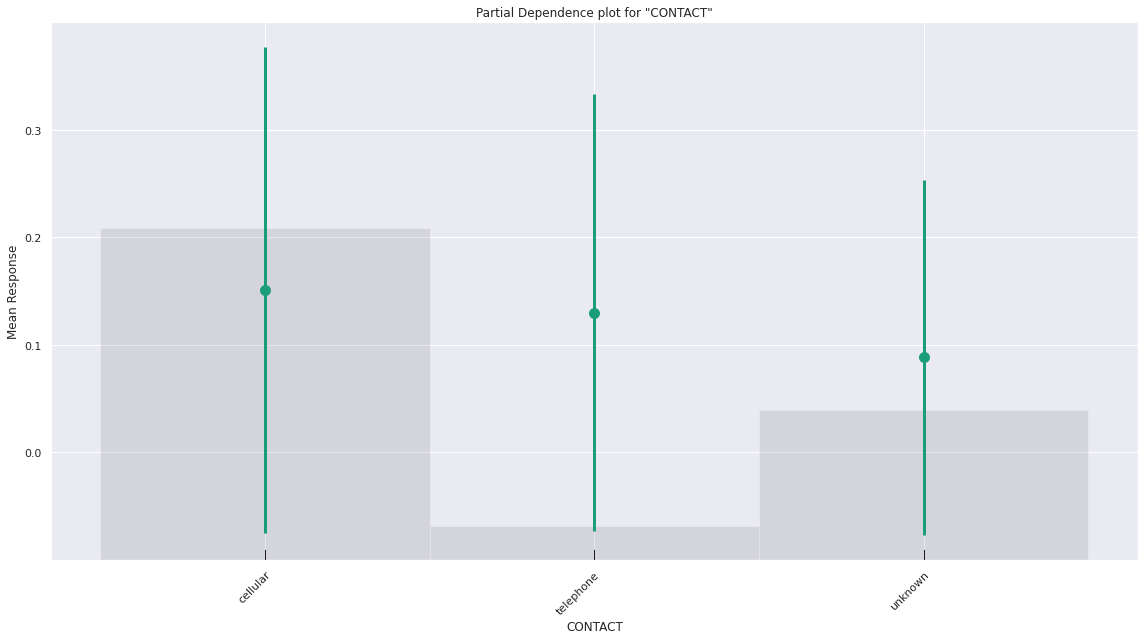 Partial Dependence plot for "CONTACT"
Mean Response
0.3
0.2
0.1
0.0
cellular
telephone
unknown
CONTACT